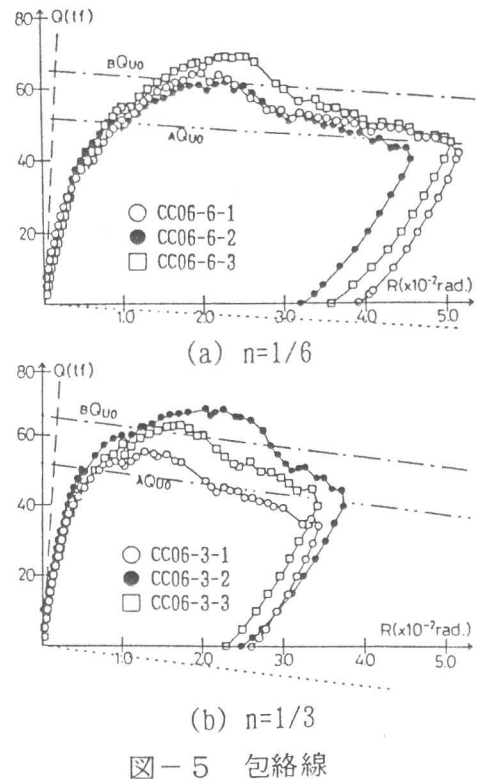 Q(tf)
80
BQU0
60
AQU0
40
CC06-6-1
20
CC06-6-2
CC06-6-3
R(×10⁻²rad.)
1.0 2.0 3.0 4.0 5.0
(a) n=1/6
Q(tf)
80
BQU0
60
AQU0
40
CC06-3-1
20
CC06-3-2
CC06-3-3
R(×10⁻²rad.)
1.0 2.0 3.0 4.0 5.0
(b) n=1/3
図-5 包絡線